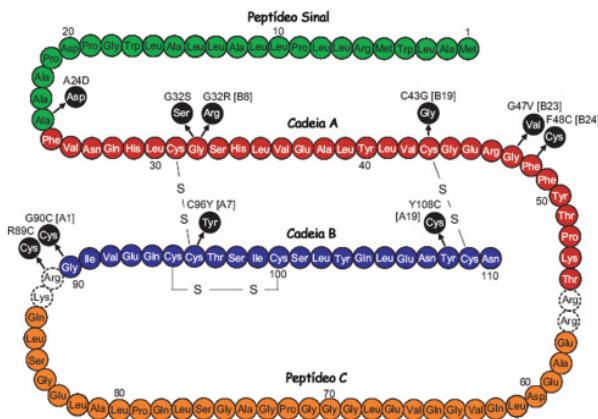 Peptídeo Sinal
20 10 1
Pro Asp Pro Gly Trp Leu Ala Leu Leu Ala Leu Leu Pro Leu Leu Arg Met Trp Leu Ala Met
Ala
Ala
Ala
A24D
Asp
G32S G32R [B8] C43G [B19] G47V [B23]
Ser Arg Gly Val
F48C [B24]
Cys
Cadeia A
Phe Val Asn Gln His Leu Cys Gly Ser His Leu Val Glu Ala Leu Tyr Leu Val Cys Gly Glu Arg Gly Phe
30 40
Phe
50
Tyr
Thr
Pro
Lys
Thr
S S
S S
G90C [A1] C96Y [A7] Y108C
[A19]
R89C
Cys Cys Tyr Cys
Cadeia B
Arg Gly Ile Val Glu Gln Cys Cys Thr Ser Ile Cys Ser Leu Tyr Gln Leu Glu Asn Tyr Cys Asn
90 100 110
S S
Lys
Arg
Arg
Gln
Leu
Ser
Gly
Glu
Ala
Glu
Peptídeo C
80 70 60
Glu Leu Ala Leu Pro Gln Leu Ser Gly Ala Gly Pro Gly Gly Gly Leu Glu Val Gln Gly Val Gln Leu Asp